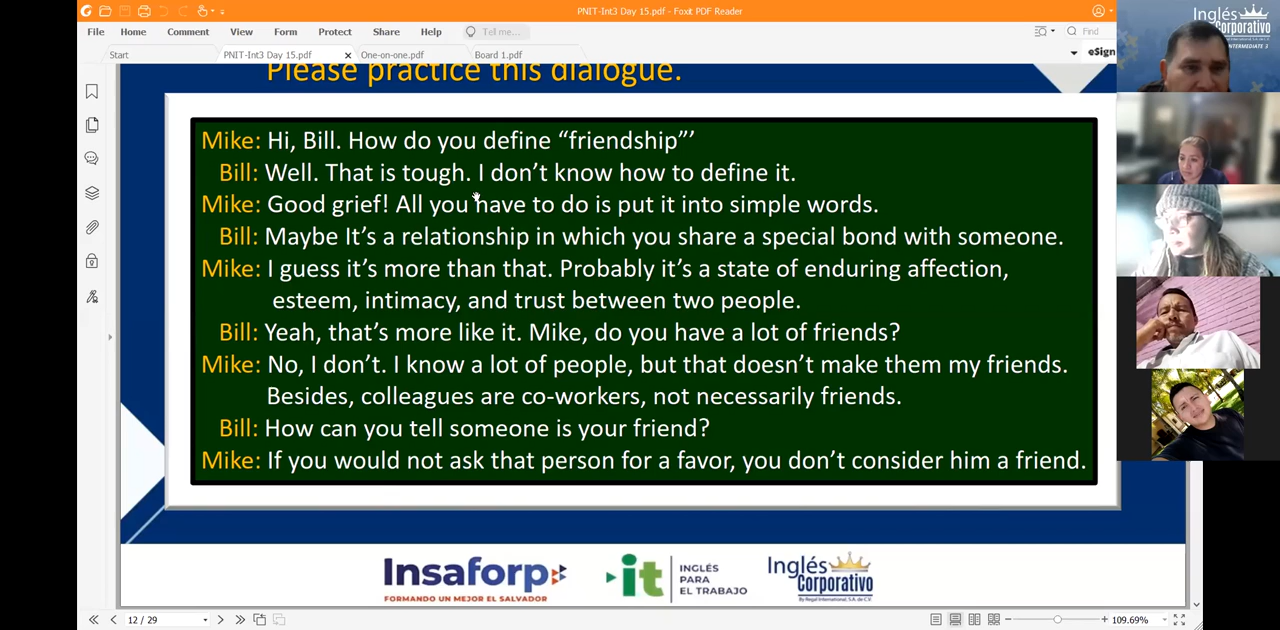 PNIT-Int3 Day 15.pdf - Foxit PDF Reader
File Home Comment View Form Protect Share Help Tell me... Find
Start PNIT-Int3 Day 15.pdf One-on-one.pdf Board 1.pdf eSign
Inglés
Corporativo
INTERMEDIATE 3
Please practice this dialogue.
Mike: Hi, Bill. How do you define “friendship”’
Bill: Well. That is tough. I don’t know how to define it.
Mike: Good grief! All you have to do is put it into simple words.
Bill: Maybe It’s a relationship in which you share a special bond with someone.
Mike: I guess it’s more than that. Probably it’s a state of enduring affection,
esteem, intimacy, and trust between two people.
Bill: Yeah, that’s more like it. Mike, do you have a lot of friends?
Mike: No, I don’t. I know a lot of people, but that doesn’t make them my friends.
Besides, colleagues are co-workers, not necessarily friends.
Bill: How can you tell someone is your friend?
Mike: If you would not ask that person for a favor, you don’t consider him a friend.
Insaforp
FORMANDO UN MEJOR EL SALVADOR
it
INGLÉS
PARA
EL TRABAJO
Inglés
Corporativo
By Regal International, S.A. de C.V.
12 / 29
109.69%